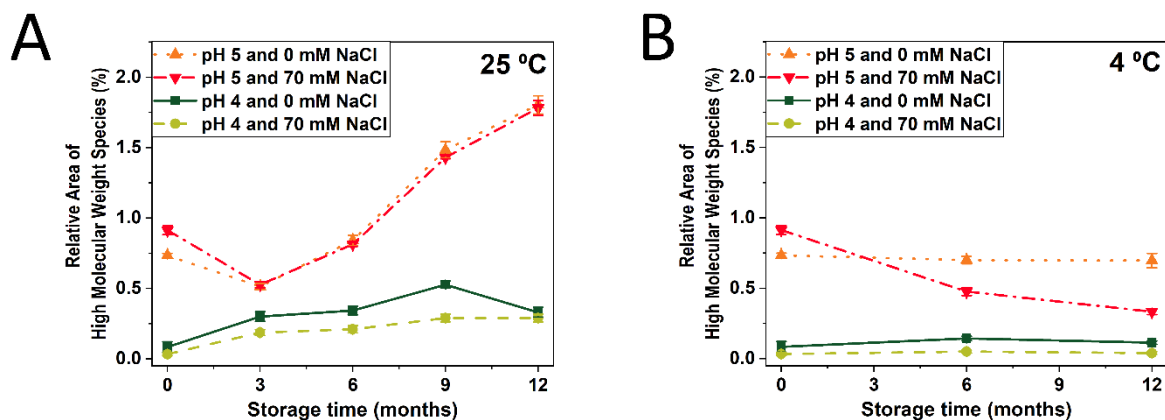 A
pH 5 and 0 mM NaCl
pH 5 and 70 mM NaCl
pH 4 and 0 mM NaCl
pH 4 and 70 mM NaCl
25 ºC
Relative Area of
High Molecular Weight Species (%)
2.0
1.5
1.0
0.5
0.0
0 3 6 9 12
Storage time (months)
B
pH 5 and 0 mM NaCl
pH 5 and 70 mM NaCl
pH 4 and 0 mM NaCl
pH 4 and 70 mM NaCl
4 ºC
Relative Area of
High Molecular Weight Species (%)
2.0
1.5
1.0
0.5
0.0
0 3 6 9 12
Storage time (months)